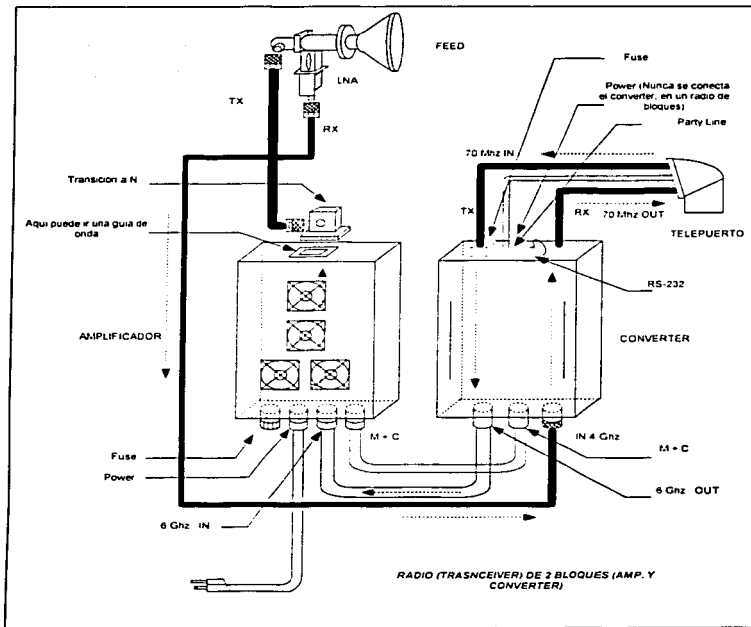 FEED
LNA
TX
RX
Fuse
Power (Nunca se conecta
el converter, en un radio de
bloques)
Party Line
70 Mhz IN
Transicion a N
Aqui puede ir una guia de
onda
TX
RX
70 Mhz OUT
TELEPUERTO
RS-232
AMPLIFICADOR
CONVERTER
M + C
IN 4 Ghz
M + C
Fuse
Power
6 Ghz IN
6 Ghz OUT
RADIO (TRASNCEIVER) DE 2 BLOQUES (AMP. Y
CONVERTER)